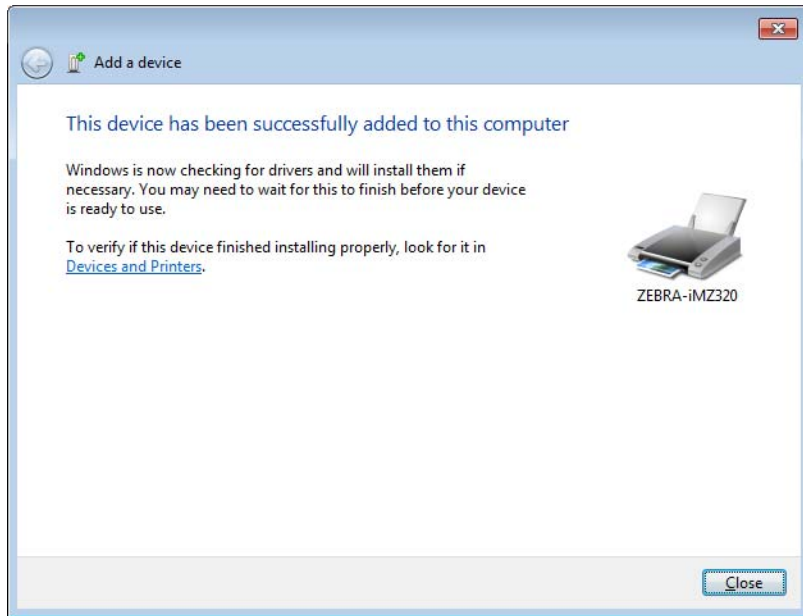 Add a device
This device has been successfully added to this computer
Windows is now checking for drivers and will install them if
necessary. You may need to wait for this to finish before your device
is ready to use.
To verify if this device finished installing properly, look for it in
Devices and Printers.
ZEBRA-iMZ320
Close